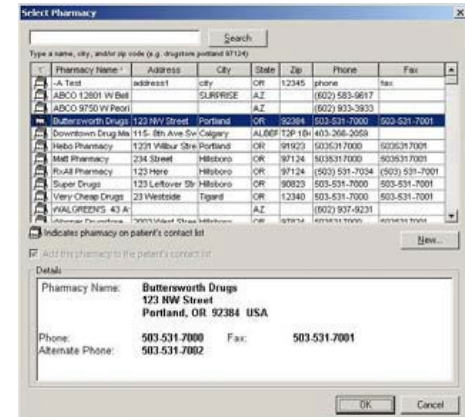 Select Pharmacy
Search
Type a name, city, and/or zip code (e.g. drugstore portland 97124)
Pharmacy Name Address City State Zip Phone Fax
-A Test address1 city OR 12345 phone fax
ABCO 12801 W Bell SURPRISE AZ (602) 583-9617
ABCO 9750 W Peori AZ (602) 933-3933
Buttersworth Drugs 123 NW Street Portland OR 92384 503-531-7000 503-531-7001
Downtown Drug Ma 115- 8th Ave Sw Calgary T2P 403-266-2059
Hebo Pharmacy 1231 Wilbur Stre Portland OR 91923 5035317000 5035317001
Matt Pharmacy 234 Street Hillsboro OR 97124 5035317000 5035317001
RxAll Pharmacy 123 Here Hillsboro OR 97124 (503) 531-7034 (503) 531-7001
Super Drugs 123 Leftover Str Hillsboro OR 90823 503-531-7000 503-531-7001
Very Cheap Drugs 23 Westside Tigard OR 12340 503-531-7000 503-531-7001
WALGREEN'S 43 A AZ (602) 937-9231
Hillsboro OR 97824 5035317000 5035317001
Indicates pharmacy on patient's contact list
New...
Add this pharmacy to the patient's contact list
Details
Pharmacy Name: Buttersworth Drugs
123 NW Street
Portland, OR 92384 USA
Phone: 503-531-7000 Fax: 503-531-7001
Alternate Phone: 503-531-7002
OK Cancel